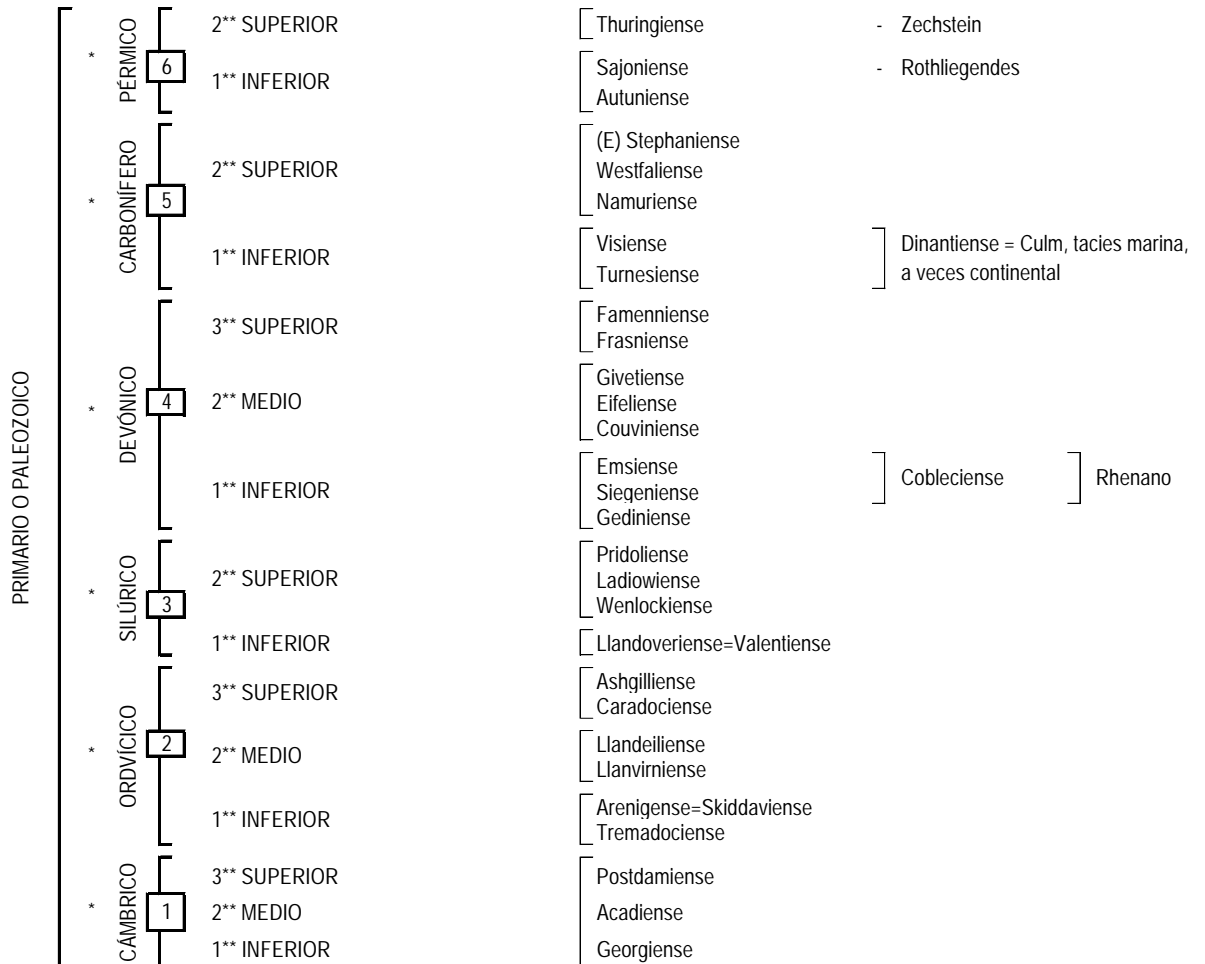 PRIMARIO O PALEOZOICO
* PÉRMICO 6
2** SUPERIOR
Thuringiense - Zechstein
1** INFERIOR
Sajoniense - Rothliegendes
Autuniense
* CARBONÍFERO 5
2** SUPERIOR
(E) Stephaniense
Westfaliense
Namuriense
1** INFERIOR
Visiense
Turnesiense
Dinantiense = Culm, tacies marina,
a veces continental
* DEVÓNICO 4
3** SUPERIOR
Famenniense
Frasniense
2** MEDIO
Givetiense
Eifeliense
Couviniense
1** INFERIOR
Emsiense
Siegeniense
Gediniense
Cobleciense
Rhenano
* SILÚRICO 3
2** SUPERIOR
Pridoliense
Ladiowiense
Wenlockiense
1** INFERIOR
Llandoveriense=Valentiense
* ORDVÍCICO 2
3** SUPERIOR
Ashgilliense
Caradociense
2** MEDIO
Llandeiliense
Llanvirniense
1** INFERIOR
Arenigense=Skiddaviense
Tremadociense
* CÁMBRICO 1
3** SUPERIOR
Postdamiense
2** MEDIO
Acadiense
1** INFERIOR
Georgiense